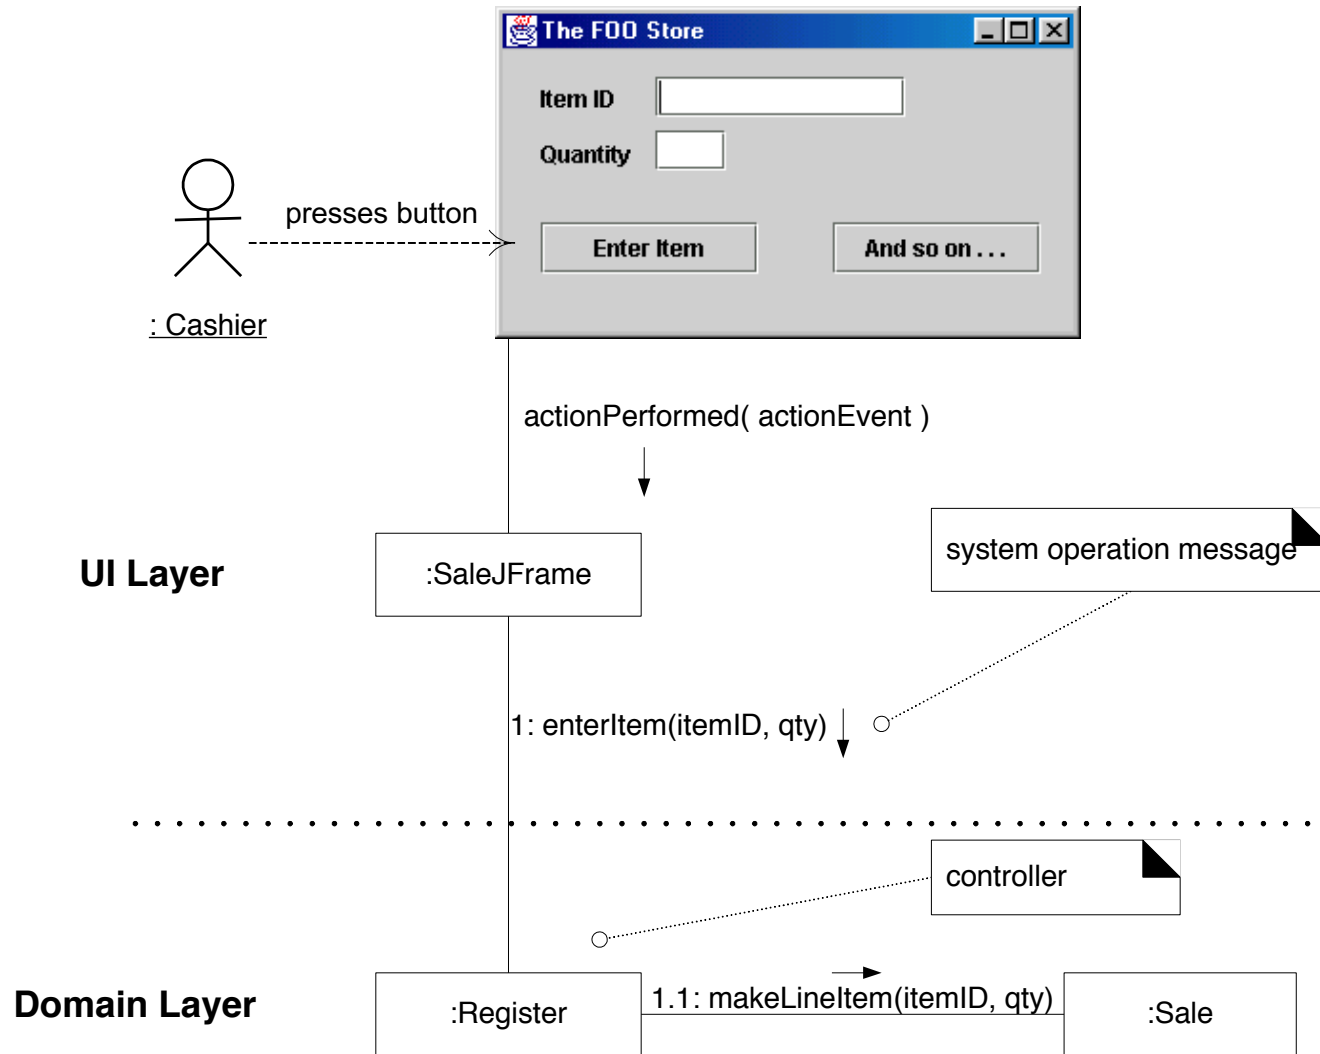 The FOO Store
Item ID
Quantity
presses button
Enter Item
And so on . . .
: Cashier
actionPerformed( actionEvent )
UI Layer
:SaleJFrame
system operation message
1: enterItem(itemID, qty)
controller
Domain Layer
:Register
1.1: makeLineItem(itemID, qty)
:Sale